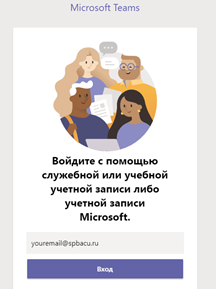 Microsoft Teams
Войдите с помощью
служебной или учебной
учетной записи либо
учетной записи
Microsoft.
youremail@spbacu.ru
Вход